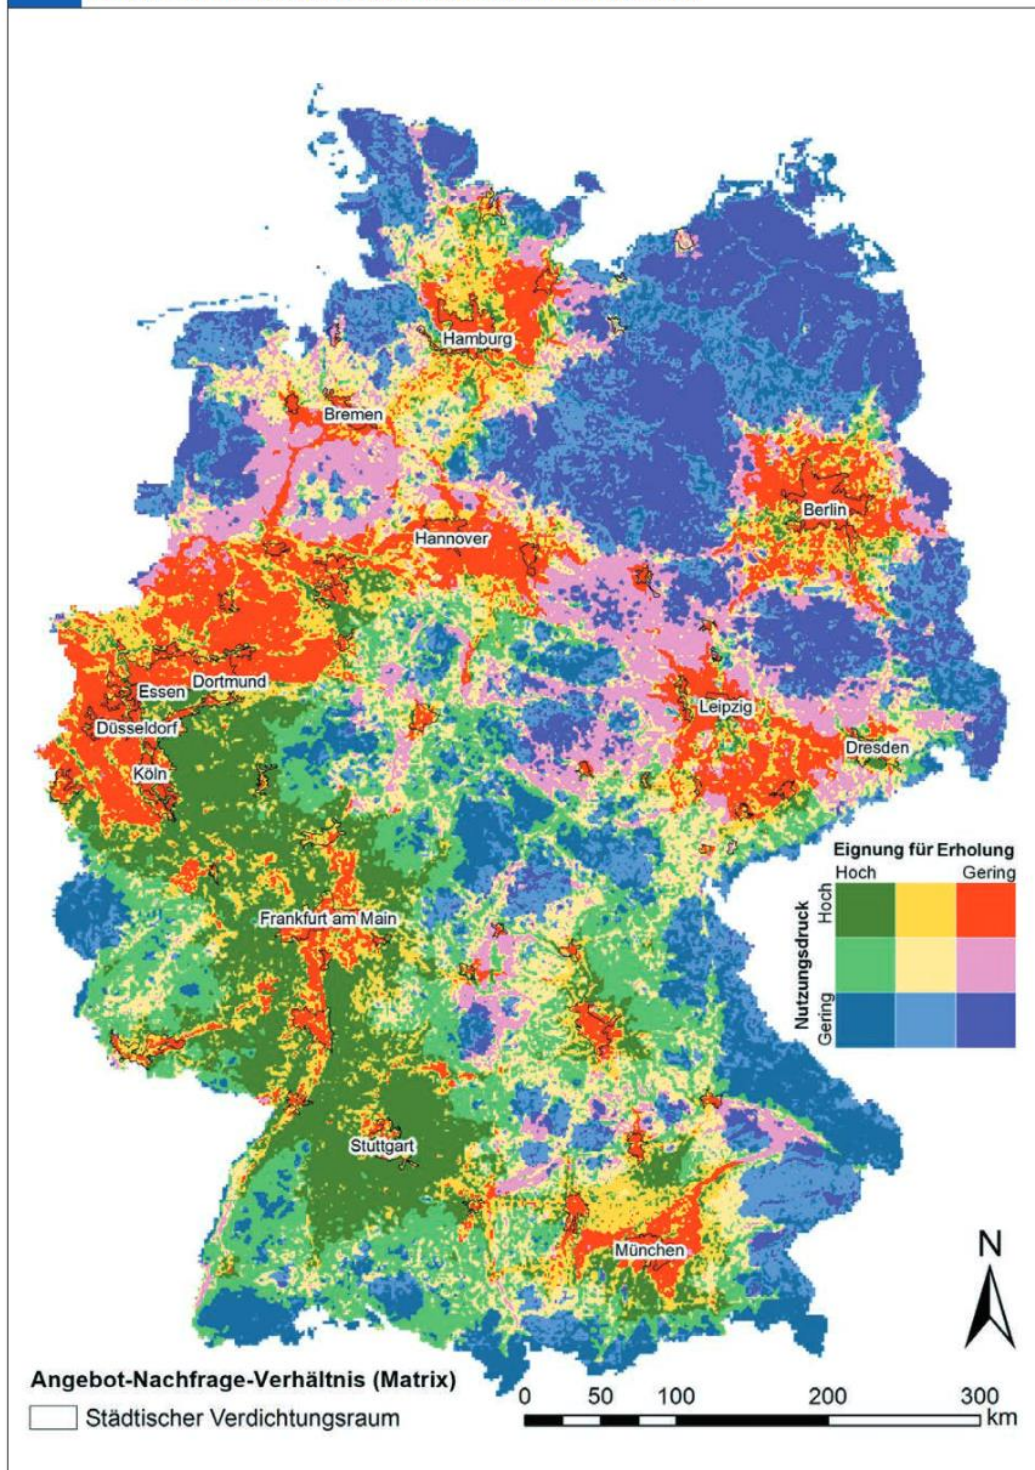 Hamburg
Bremen
Berlin
Hannover
Dortmund
Essen
Düsseldorf
Leipzig
Dresden
Köln
Eignung für Erholung
Hoch Gering
Nutzungsdruck
Hoch
Gering
Frankfurt am Main
Stuttgart
München
N
Angebot-Nachfrage-Verhältnis (Matrix)
Städtischer Verdichtungsraum
0 50 100 200 300
km